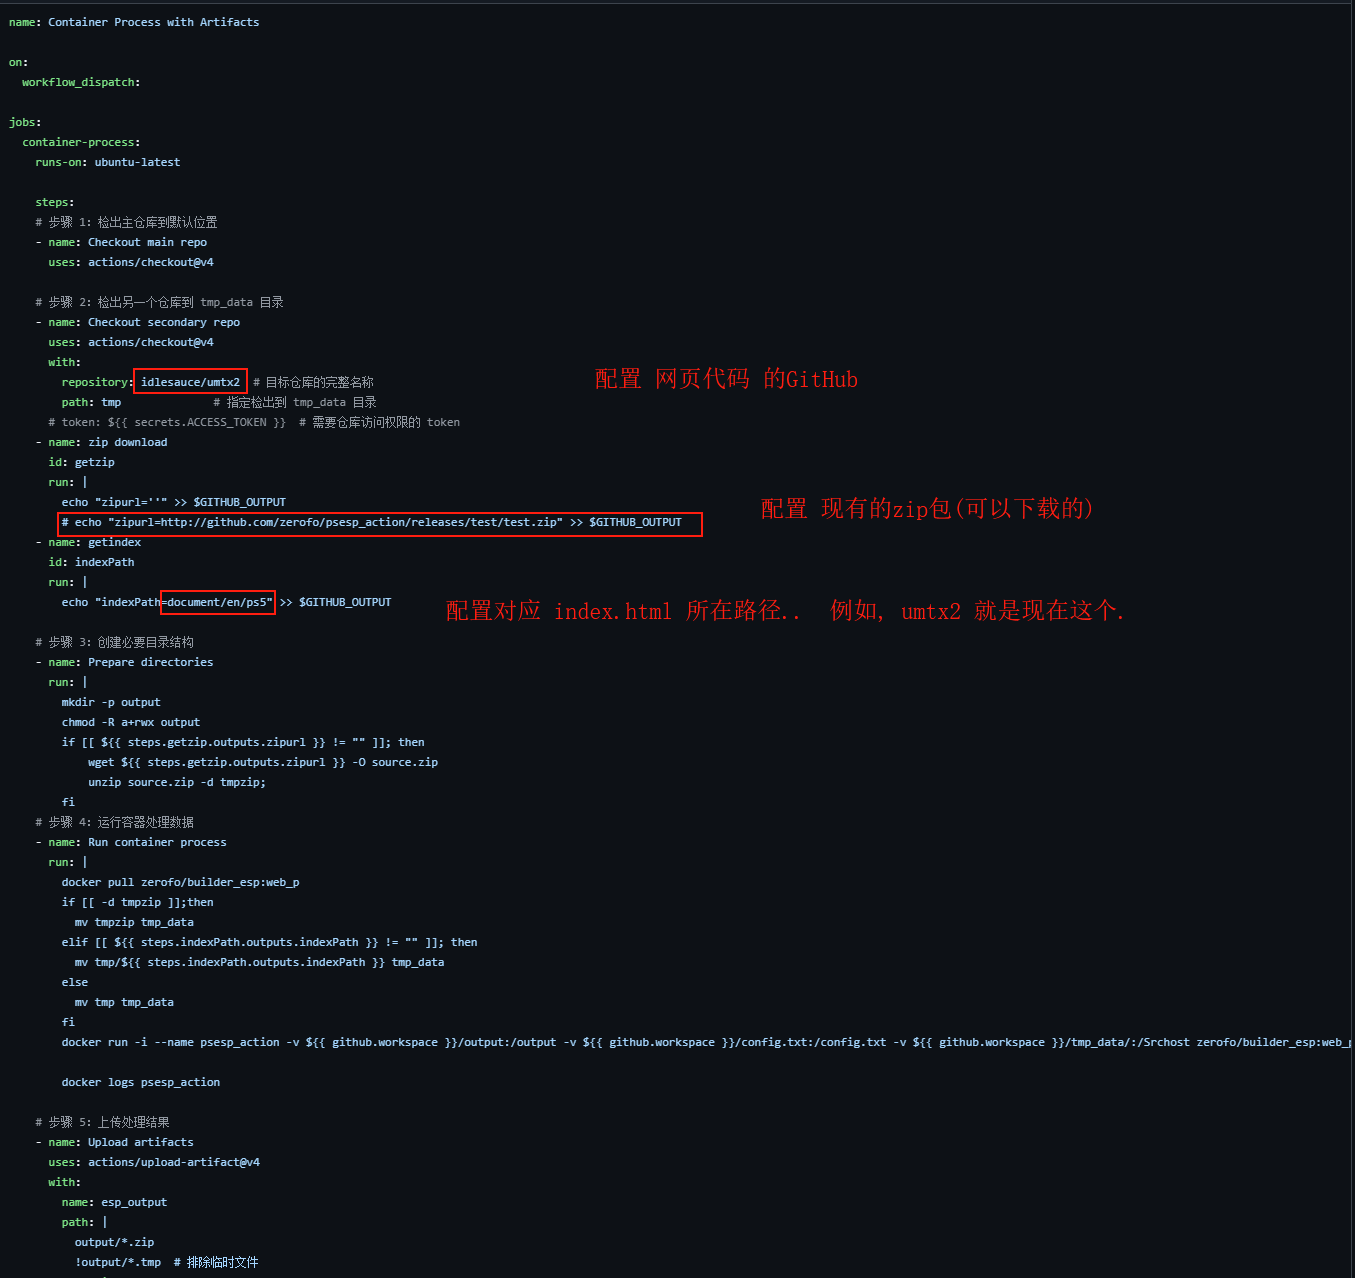 name: Container Process with Artifacts
on:
workflow_dispatch:
jobs:
container-process:
runs-on: ubuntu-latest
steps:
# 步骤 1: 检出主仓库到默认位置
- name: Checkout main repo
uses: actions/checkout@v4
# 步骤 2: 检出另一个仓库到 tmp_data 目录
- name: Checkout secondary repo
uses: actions/checkout@v4
with:
repository: idlesauce/umtx2 # 目标仓库的完整名称
配置 网页代码 的GitHub
path: tmp # 指定检出到 tmp_data 目录
# token: ${{ secrets.ACCESS_TOKEN }} # 需要仓库访问权限的 token
- name: zip download
id: getzip
run: |
echo "zipurl=''" >> $GITHUB_OUTPUT
配置 现有的zip包(可以下载的)
# echo "zipurl=http://github.com/zerofo/psesp_action/releases/test/test.zip" >> $GITHUB_OUTPUT
- name: getindex
id: indexPath
run: |
echo "indexPath=document/en/ps5" >> $GITHUB_OUTPUT
配置对应 index.html 所在路径.. 例如, umtx2 就是现在这个.
# 步骤 3: 创建必要目录结构
- name: Prepare directories
run: |
mkdir -p output
chmod -R a+rwx output
if [[ ${{ steps.getzip.outputs.zipurl }} != "" ]]; then
wget ${{ steps.getzip.outputs.zipurl }} -O source.zip
unzip source.zip -d tmpzip;
fi
# 步骤 4: 运行容器处理数据
- name: Run container process
run: |
docker pull zerofo/builder_esp:web_p
if [[ -d tmpzip ]];then
mv tmpzip tmp_data
elif [[ ${{ steps.indexPath.outputs.indexPath }} != "" ]]; then
mv tmp/${{ steps.indexPath.outputs.indexPath }} tmp_data
else
mv tmp tmp_data
fi
docker run -i --name psesp_action -v ${{ github.workspace }}/output:/output -v ${{ github.workspace }}/config.txt:/config.txt -v ${{ github.workspace }}/tmp_data/:/Srchost zerofo/builder_esp:web_p
docker logs psesp_action
# 步骤 5: 上传处理结果
- name: Upload artifacts
uses: actions/upload-artifact@v4
with:
name: esp_output
path: |
output/*.zip
!output/*.tmp # 排除临时文件